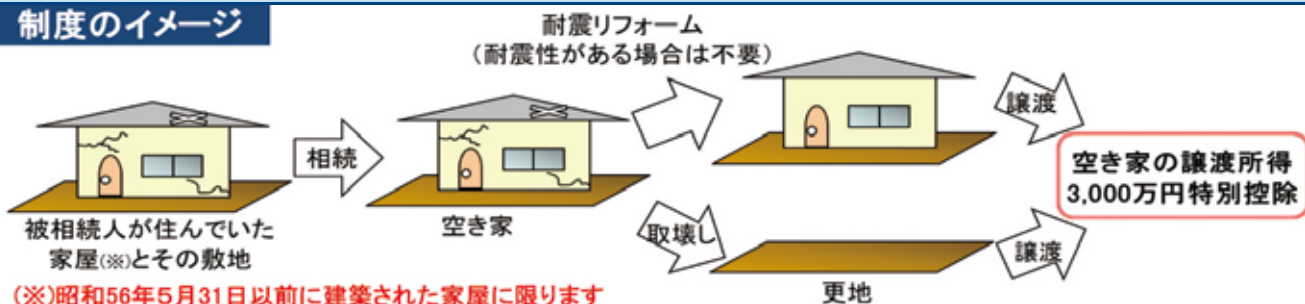 制度のイメージ
耐震リフォーム
(耐震性がある場合は不要)
相続
譲渡
空き家の譲渡所得
3,000万円特別控除
被相続人が住んでいた
家屋(※)とその敷地
空き家
取壊し
譲渡
更地
(※)昭和56年5月31日以前に建築された家屋に限ります